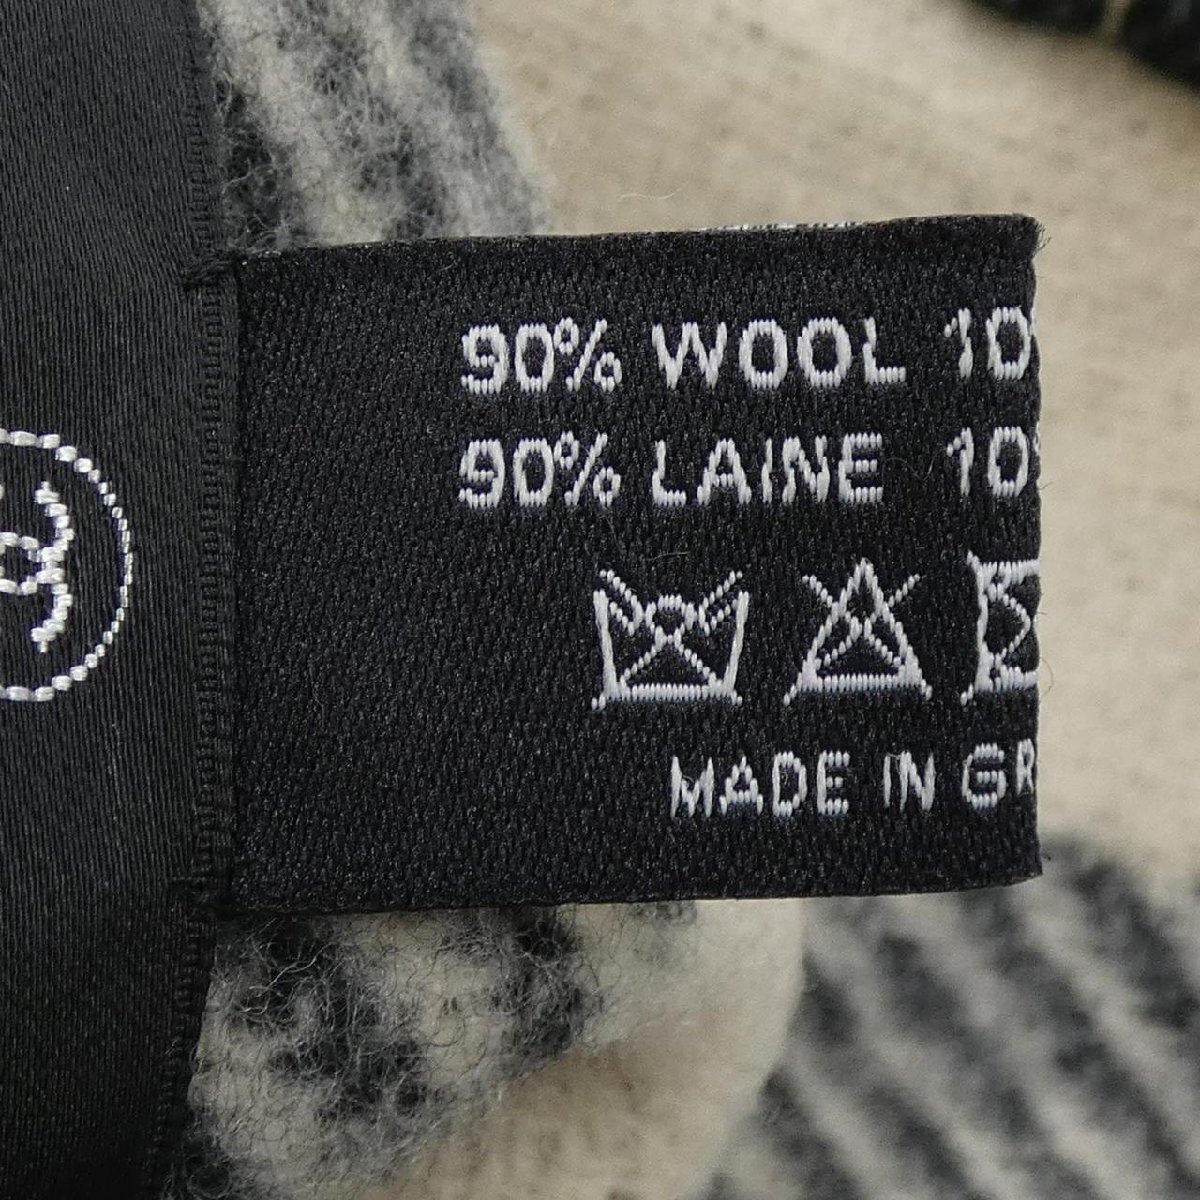 90% WOOL 10
90% LAINE 10%
MADE IN GR